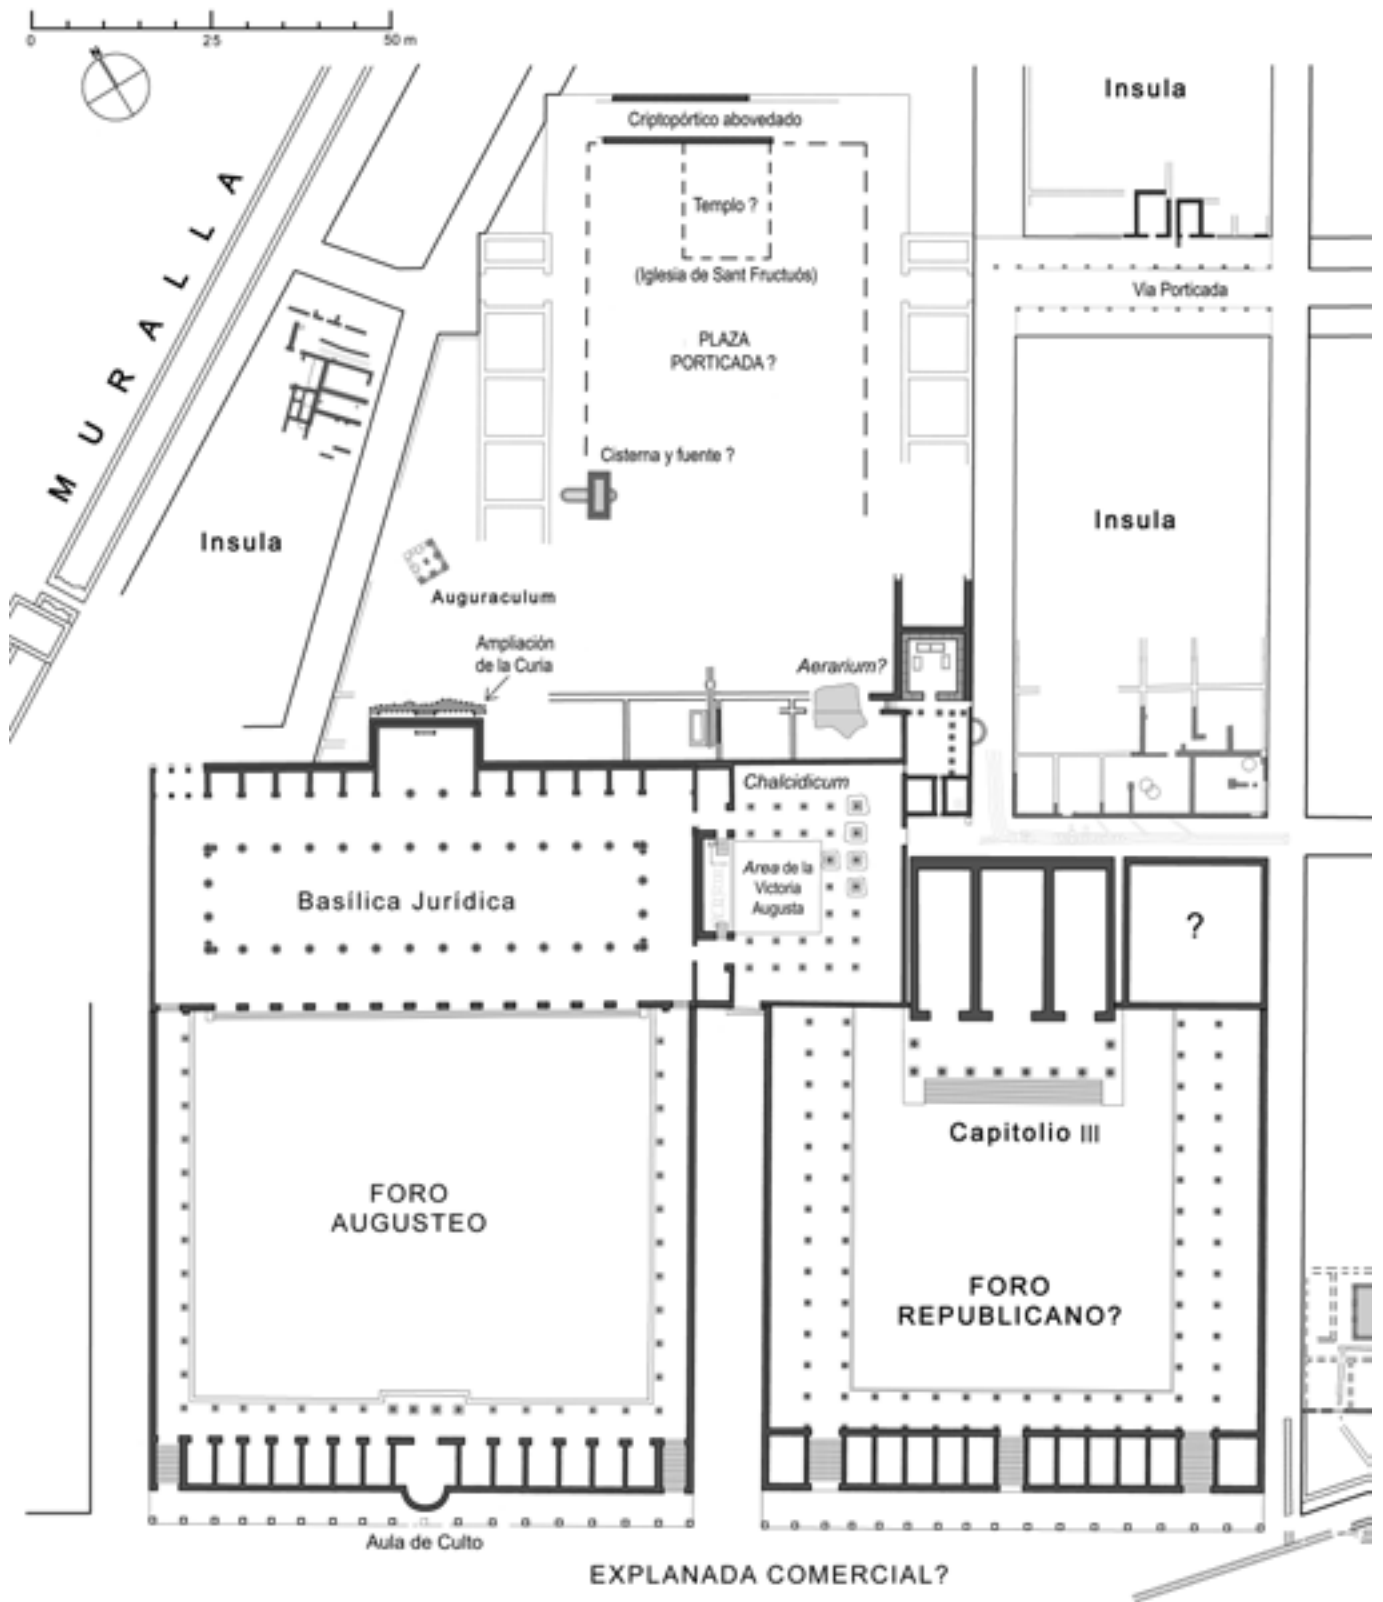 0 25 50 m
N
Insula
Criptopórtico abovedado
MURALLA
Templo ?
(Iglesia de Sant Fructuós)
Via Porticada
PLAZA
PORTICADA ?
Cisterna y fuente ?
Insula
Insula
Auguraculum
Ampliación
de la Curia
Aerarium?
Chalcidicum
Area de la
Victoria
Augusta
Basílica Jurídica
?
Capitolio III
FORO
AUGUSTEO
FORO
REPUBLICANO?
Aula de Culto
EXPLANADA COMERCIAL?